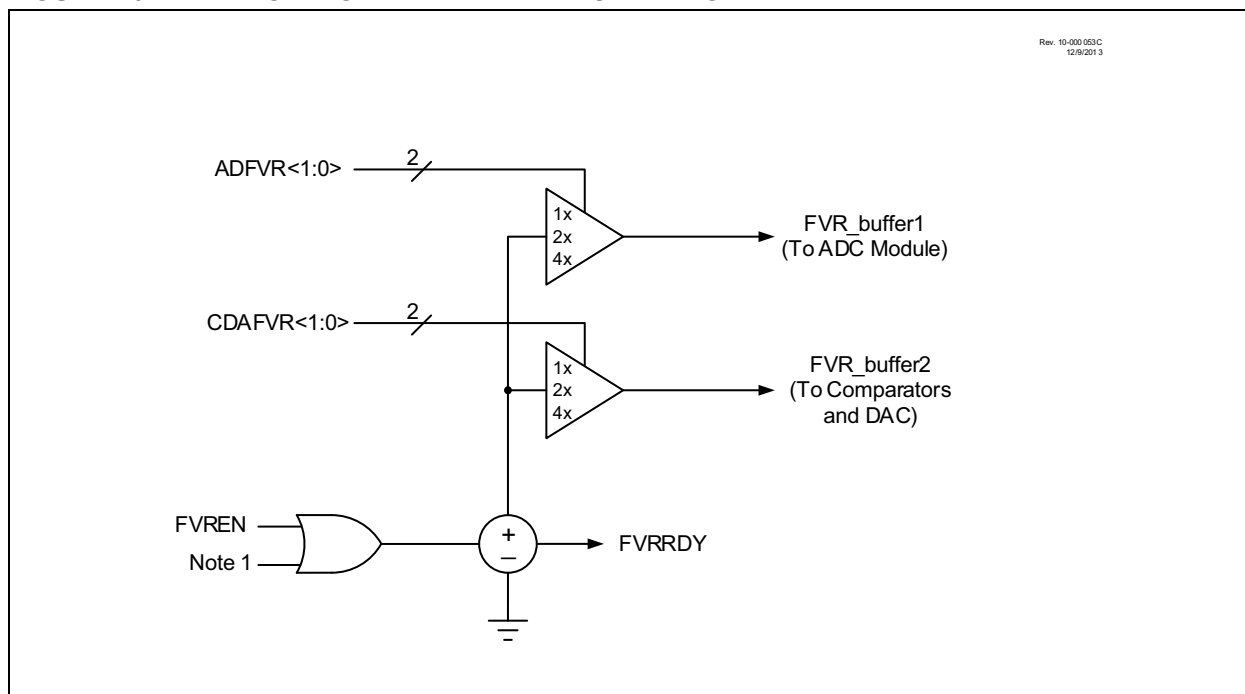 Rev. 10-000 053C
12/9/2013
ADFVR<1:0>
2
1x
2x
4x
FVR_buffer1
(To ADC Module)
CDAFVR<1:0>
2
1x
2x
4x
FVR_buffer2
(To Comparators
and DAC)
FVREN
Note 1
+
–
FVRRDY